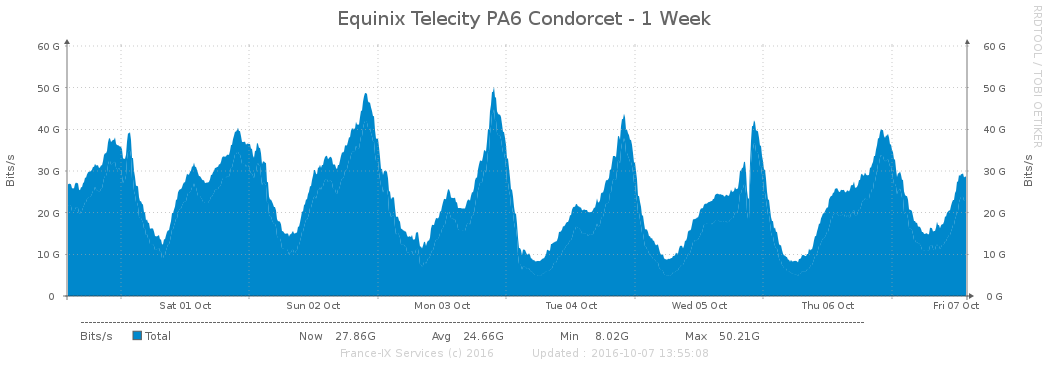 Equinix Telecity PA6 Condorcet - 1 Week
RRDTOOL / TOBI OETIKER
60 G 60 G
50 G 50 G
40 G 40 G
30 G 30 G
20 G 20 G
10 G 10 G
0 0 G
Bits/s
Bits/s
Sat 01 Oct Sun 02 Oct Mon 03 Oct Tue 04 Oct Wed 05 Oct Thu 06 Oct Fri 07 Oct
Bits/s Total Now 27.86G Avg 24.66G Min 8.02G Max 50.21G
France-IX Services (c) 2016 Updated : 2016-10-07 13:55:08